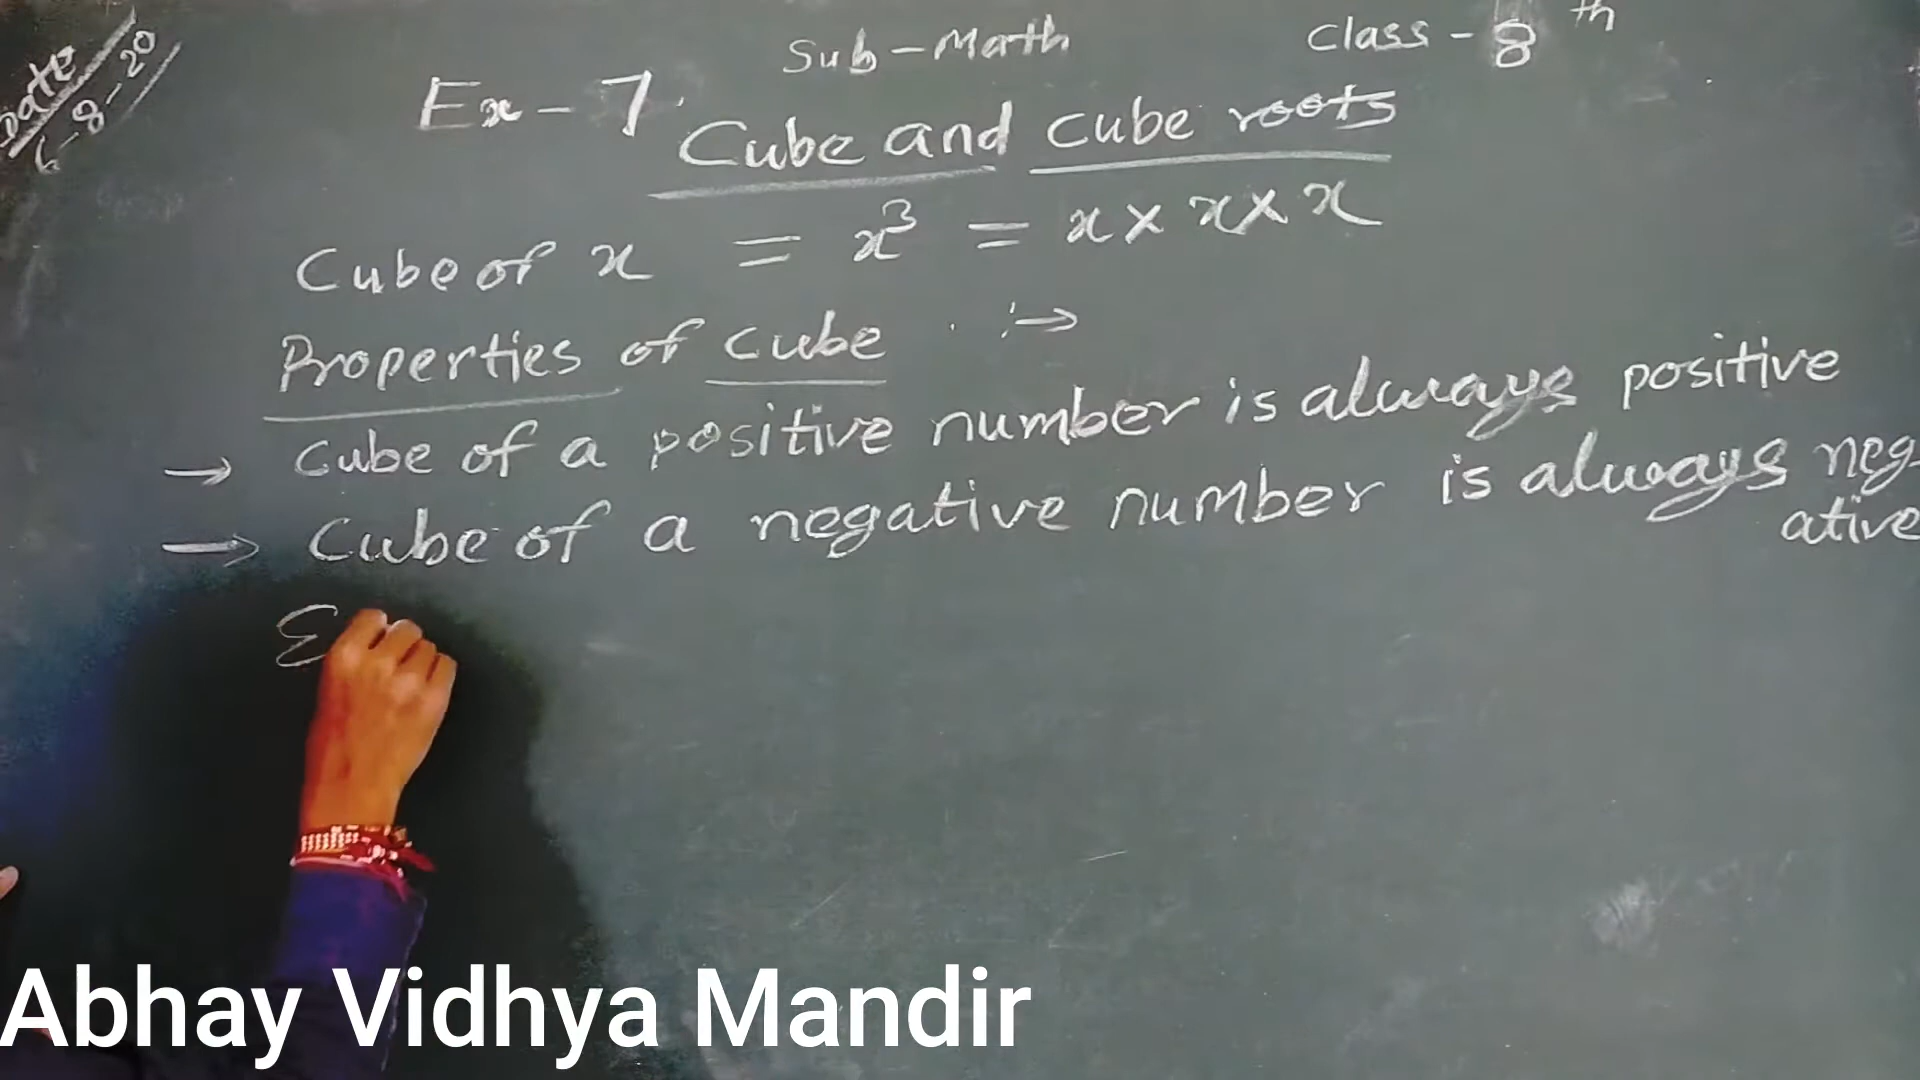 Date
6-8-20
Sub-Math
Class-8th
Ex-7.
Cube and cube roots
Cube of x = x³ = x × x × x
Properties of cube :→
→ Cube of a positive number is always positive
→ Cube of a negative number is always neg-
ative
E
Abhay Vidhya Mandir